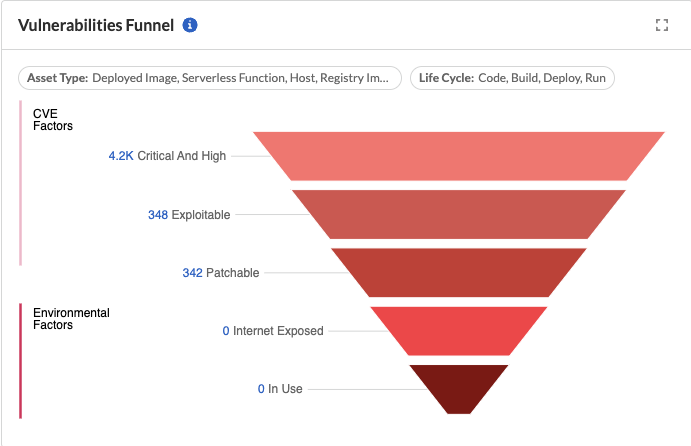 Vulnerabilities Funnel
Asset Type: Deployed Image, Serverless Function, Host, Registry Im...
Life Cycle: Code, Build, Deploy, Run
CVE
Factors
4.2K Critical And High
348 Exploitable
342 Patchable
Environmental
Factors
0 Internet Exposed
0 In Use